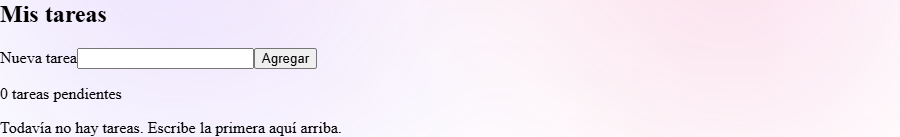 Mis tareas
Nueva tarea Agregar
0 tareas pendientes
Todavía no hay tareas. Escribe la primera aquí arriba.